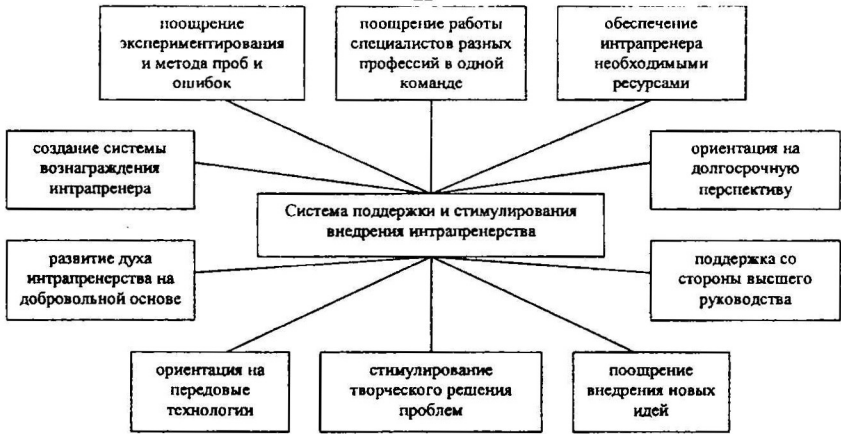 поощрение
экспериментирования
и метода проб и
ошибок
поощрение работы
специалистов разных
профессий в одной
команде
обеспечение
интрапренера
необходимыми
ресурсами
создание системы
вознаграждения
интрапренера
ориентация на
долгосрочную
перспективу
Система поддержки и стимулирования
внедрения интрапренерства
развитие духа
интрапренерства на
добровольной основе
поддержка со
стороны высшего
руководства
ориентация на
передовые
технологии
стимулирование
творческого решения
проблем
поощрение
внедрения новых
идей